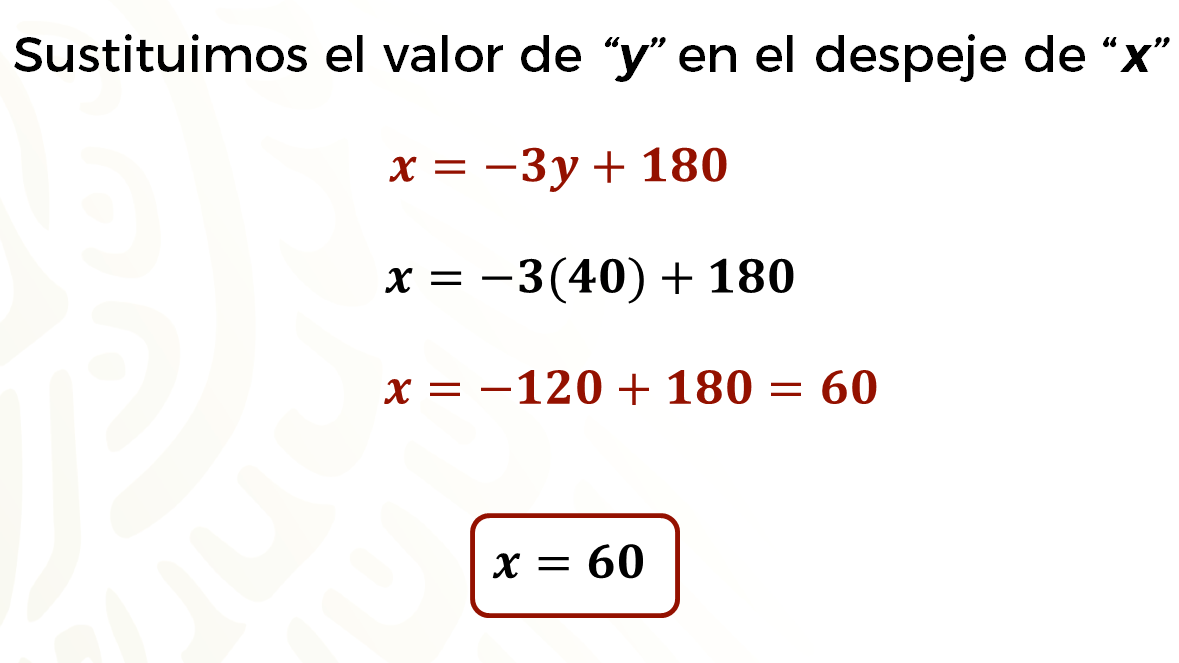 Sustituimos el valor de “y” en el despeje de “x”
x = −3y + 180
x = −3(40) + 180
x = −120 + 180 = 60
x = 60